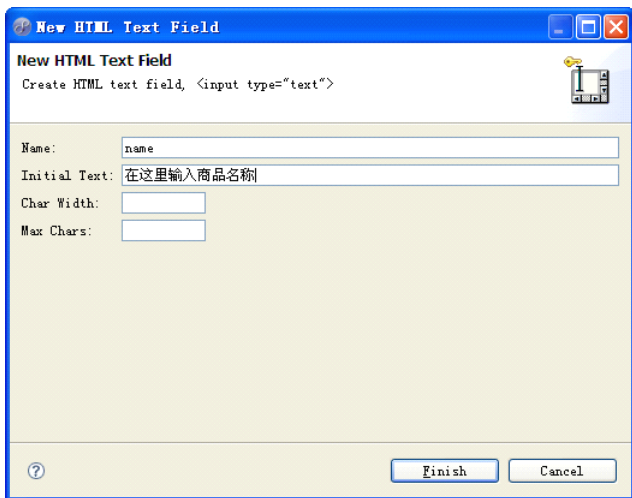 New HTML Text Field
New HTML Text Field
Create HTML text field, <input type="text">
Name: name
Initial Text: 在这里输入商品名称
Char Width:
Max Chars:
Finish Cancel